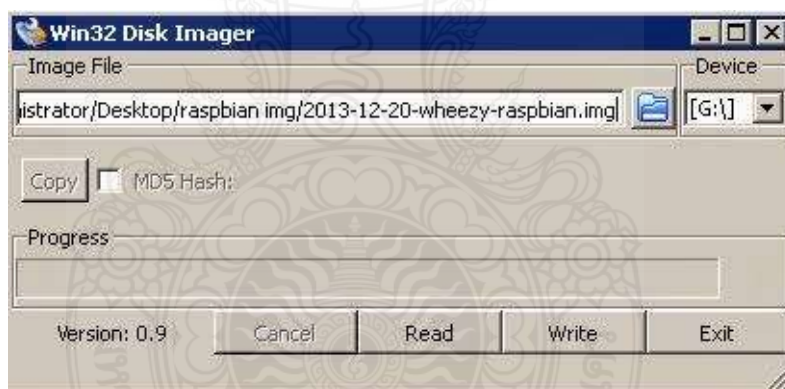 Win32 Disk Imager
Image File
Device
istrator/Desktop/raspbian img/2013-12-20-wheezy-raspbian.img
[G:\]
Copy
MD5 Hash:
Progress
Version: 0.9
Cancel
Read
Write
Exit